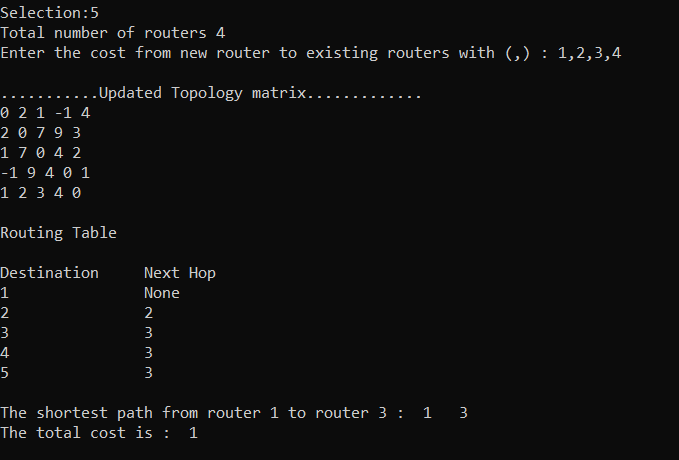 Selection:5
Total number of routers 4
Enter the cost from new router to existing routers with (,) : 1,2,3,4
...........Updated Topology matrix.............
0 2 1 -1 4
2 0 7 9 3
1 7 0 4 2
-1 9 4 0 1
1 2 3 4 0
Routing Table
Destination     Next Hop
1               None
2               2
3               3
4               3
5               3
The shortest path from router 1 to router 3 :  1   3
The total cost is :  1